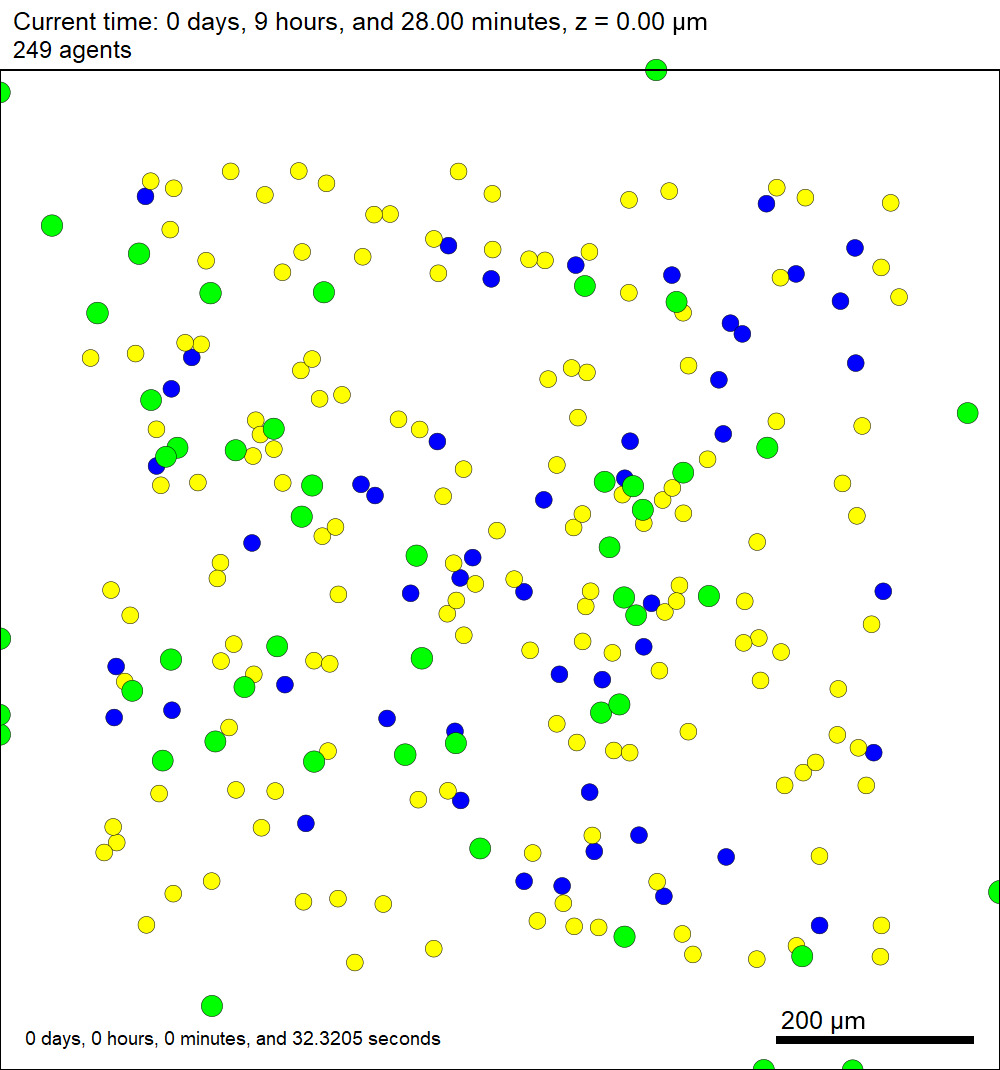 Current time: 0 days, 9 hours, and 28.00 minutes, z = 0.00 µm
249 agents
200 µm
0 days, 0 hours, 0 minutes, and 32.3205 seconds